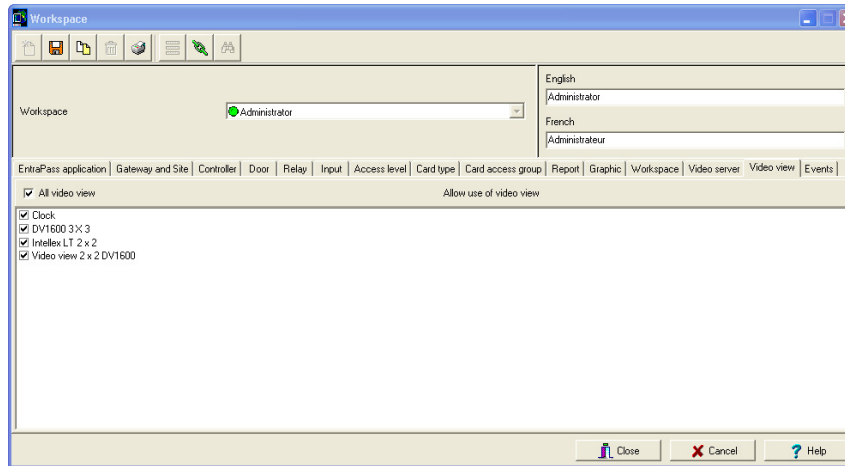 Workspace
English
Administrator
Workspace
Administrator
French
Administrateur
EntraPass application Gateway and Site Controller Door Relay Input Access level Card type Card access group Report Graphic Workspace Video server Video view Events
All video view Allow use of video view
Clock
DV1600 3X3
Intellex LT 2 x 2
Video view 2 x 2 DV1600
Close Cancel Help